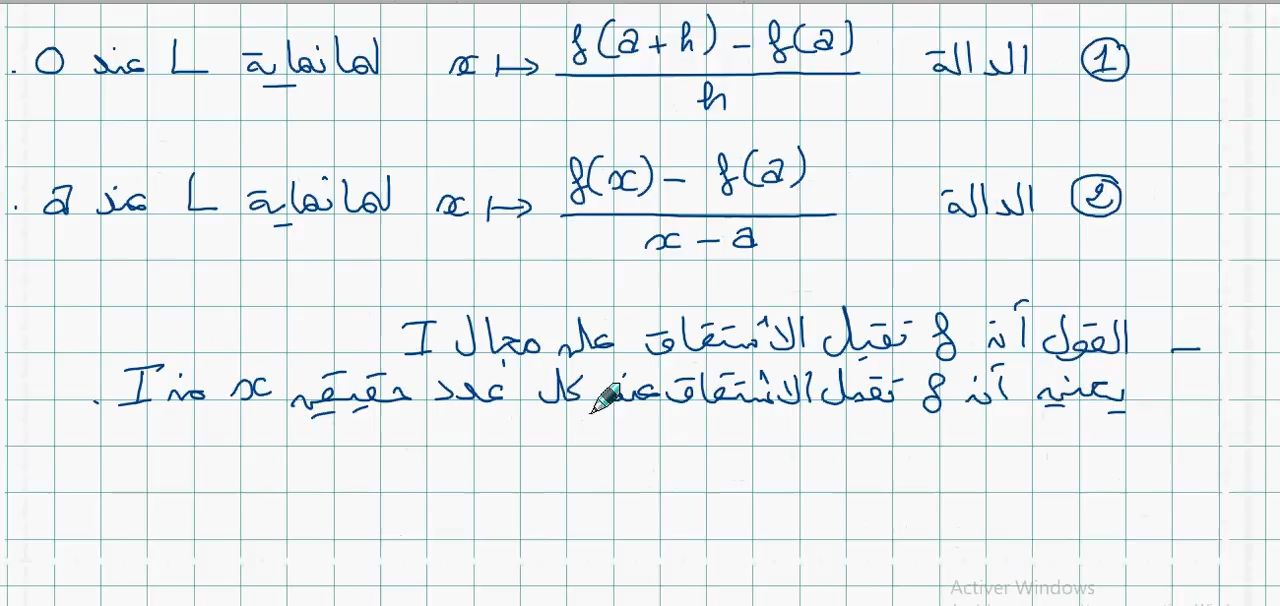 ① الدالة x ↦ (f(a+h) − f(a))/h لها نهاية L عند 0 .
② الدالة x ↦ (f(x) − f(a))/(x − a) لها نهاية L عند a .
– القول أن f تقبل الاشتقاق على مجال I
يعني أن f تقبل الاشتقاق عند كل عدد حقيقي x من I .
Activer Windows